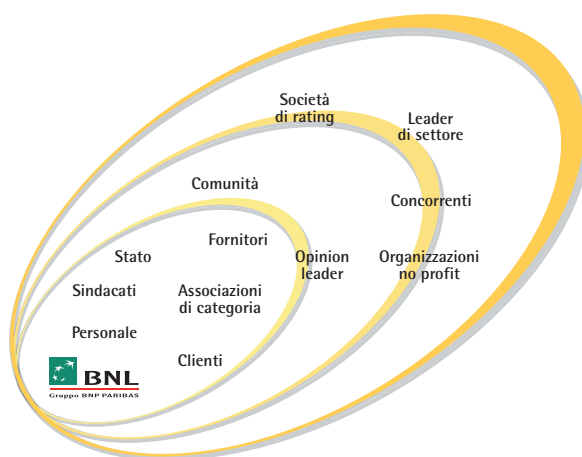 Società
di rating
Leader
di settore
Comunità
Concorrenti
Fornitori
Stato
Opinion
leader
Organizzazioni
no profit
Sindacati
Associazioni
di categoria
Personale
Clienti
BNL
Gruppo BNP PARIBAS